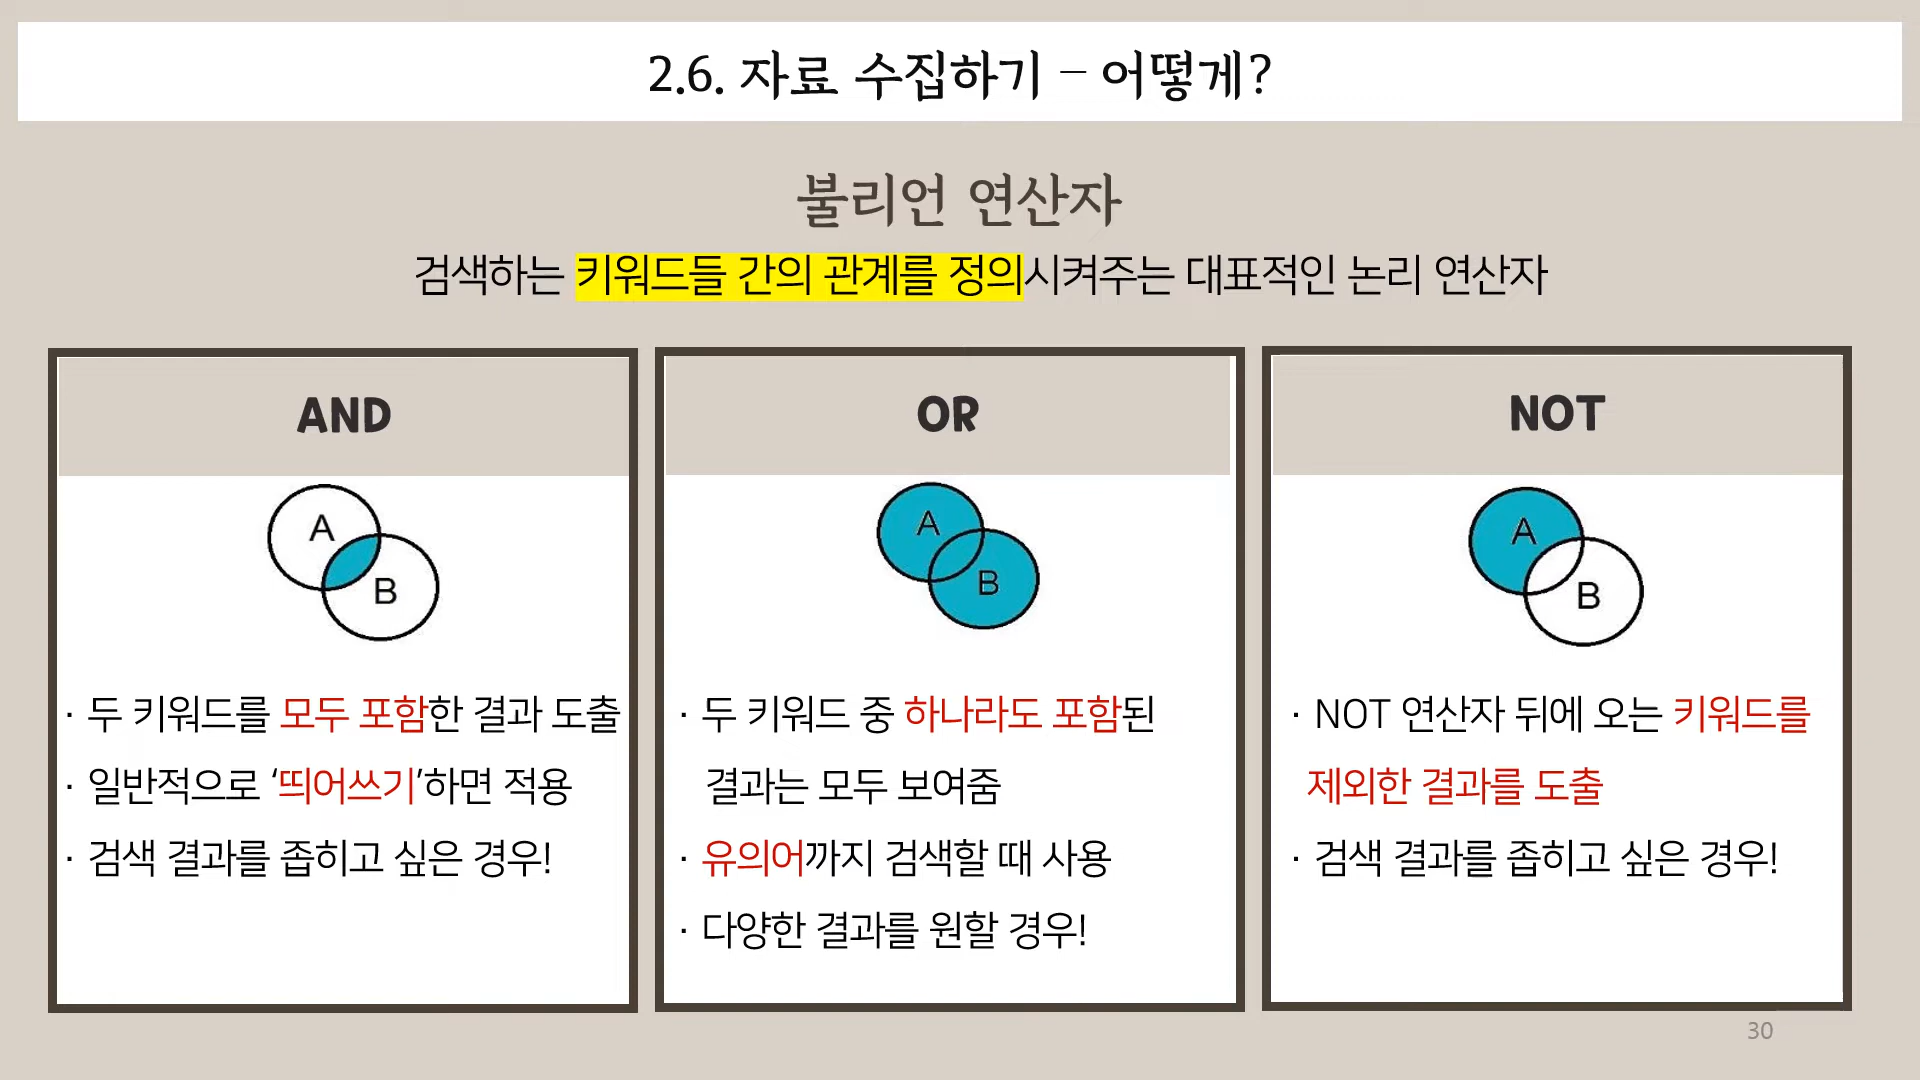 2.6. 자료 수집하기 – 어떻게?
불리언 연산자
검색하는 키워드들 간의 관계를 정의시켜주는 대표적인 논리 연산자
AND
A
B
· 두 키워드를 모두 포함한 결과 도출
· 일반적으로 ‘띄어쓰기’하면 적용
· 검색 결과를 좁히고 싶은 경우!
OR
A
B
· 두 키워드 중 하나라도 포함된
결과는 모두 보여줌
· 유의어까지 검색할 때 사용
· 다양한 결과를 원할 경우!
NOT
A
B
· NOT 연산자 뒤에 오는 키워드를
제외한 결과를 도출
· 검색 결과를 좁히고 싶은 경우!
30